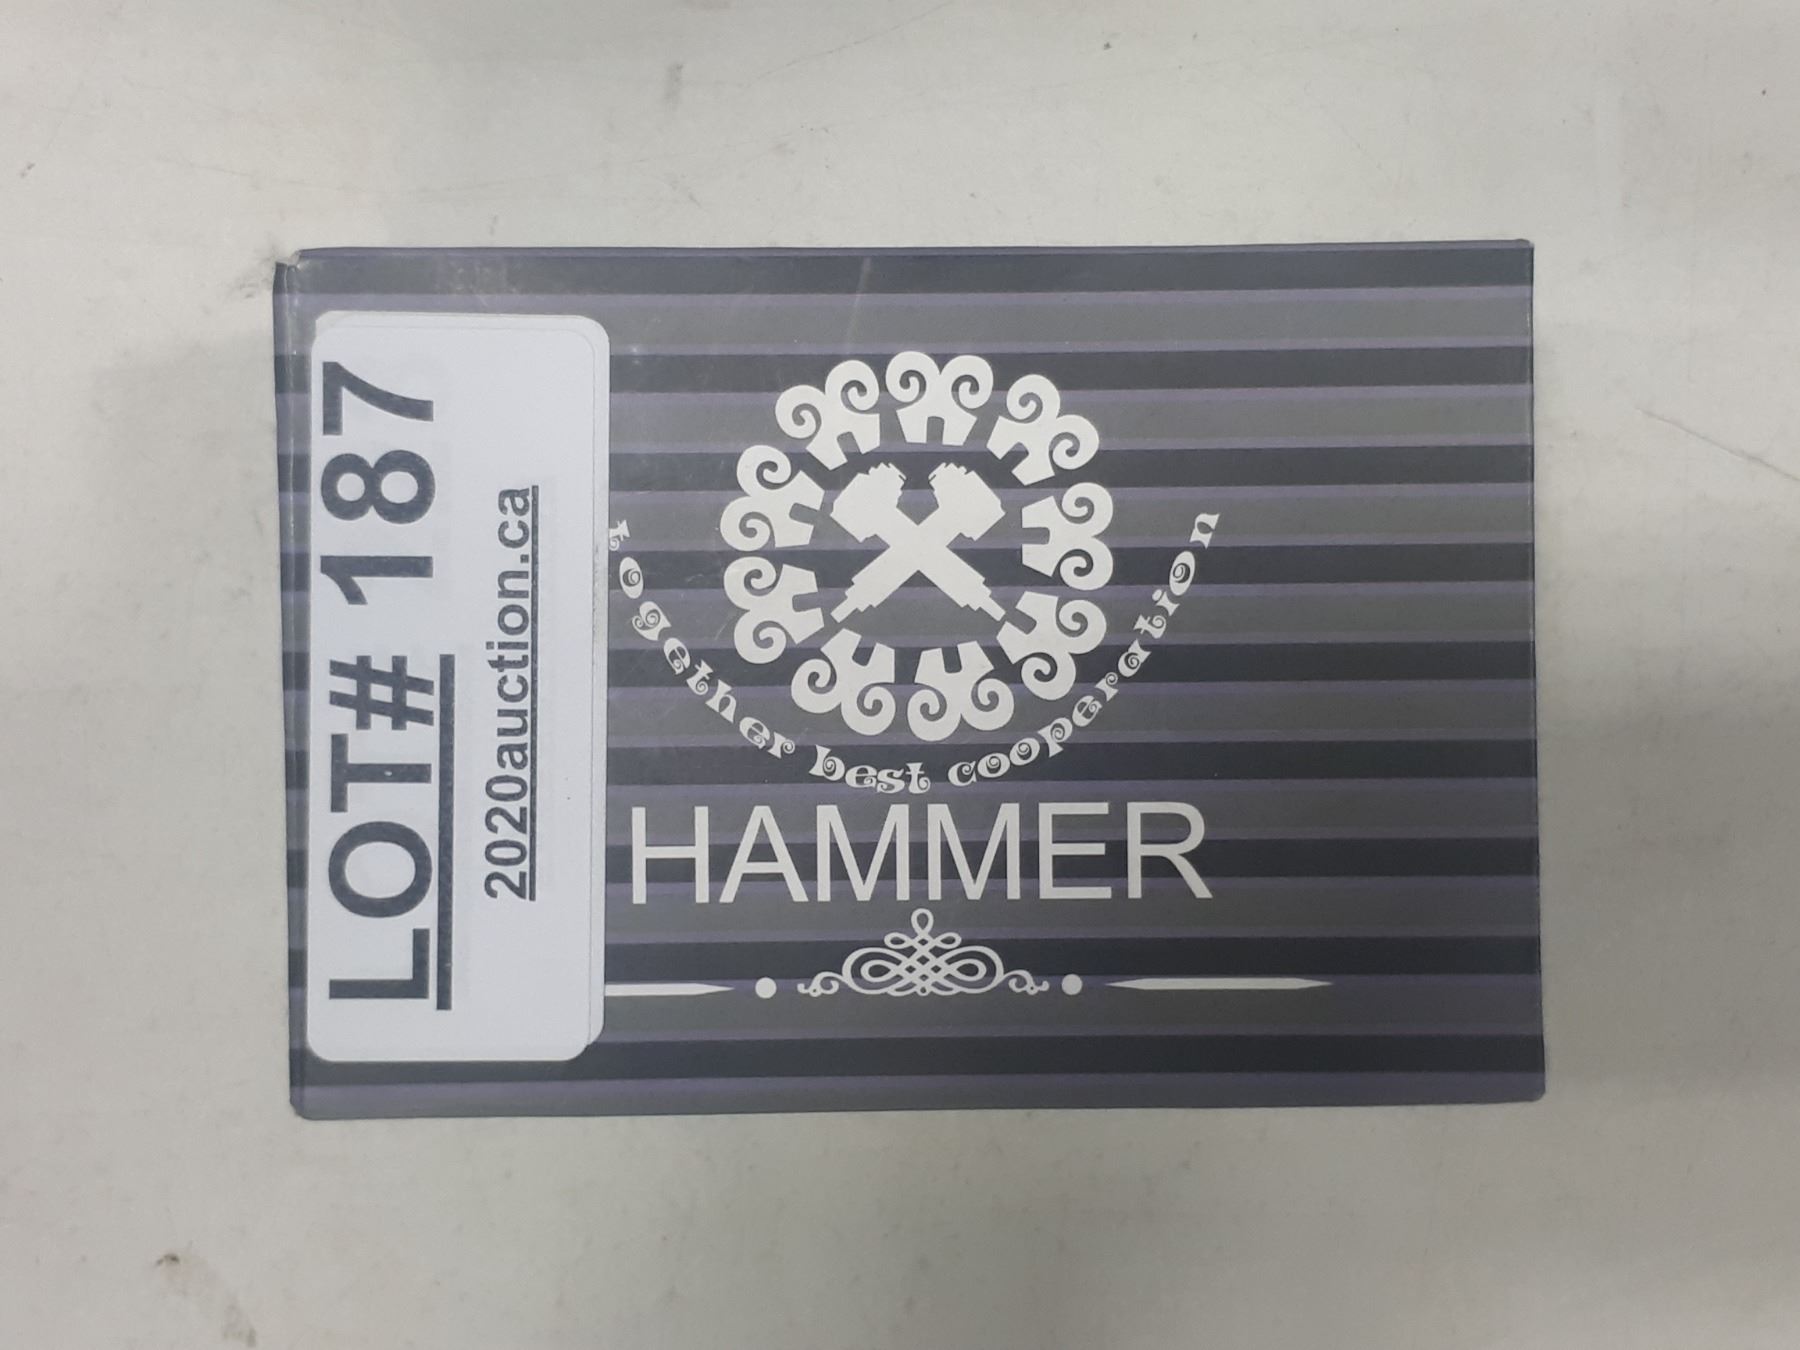 LOT# 187
2020auction.ca
together best cooperation
HAMMER